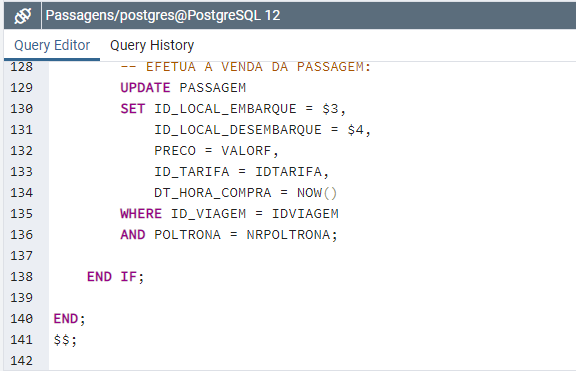 Passagens/postgres@PostgreSQL 12
Query Editor Query History
128 -- EFETUA A VENDA DA PASSAGEM:
129 UPDATE PASSAGEM
130 SET ID_LOCAL_EMBARQUE = $3,
131 ID_LOCAL_DESEMBARQUE = $4,
132 PRECO = VALORF,
133 ID_TARIFA = IDTARIFA,
134 DT_HORA_COMPRA = NOW()
135 WHERE ID_VIAGEM = IDVIAGEM
136 AND POLTRONA = NRPOLTRONA;
137
138 END IF;
139
140 END;
141 $$;
142